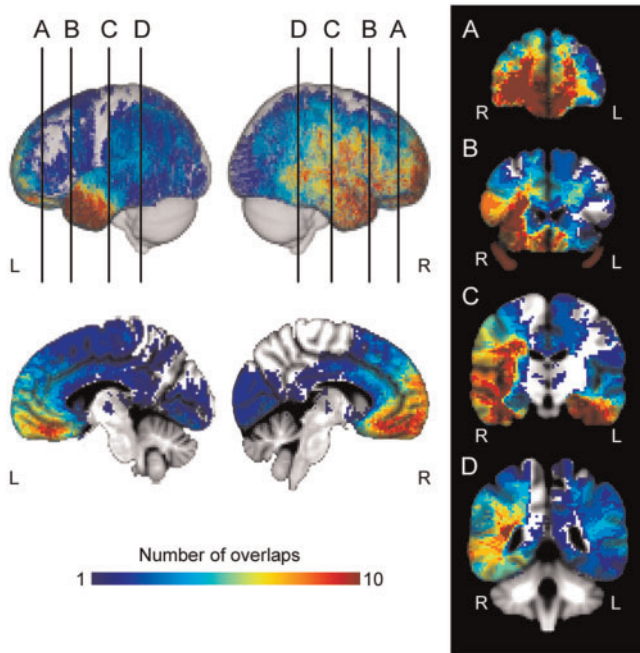 A B C D
D C B A
L
R
L
R
Number of overlaps
1 10
A
R L
B
R L
C
R L
D
R L